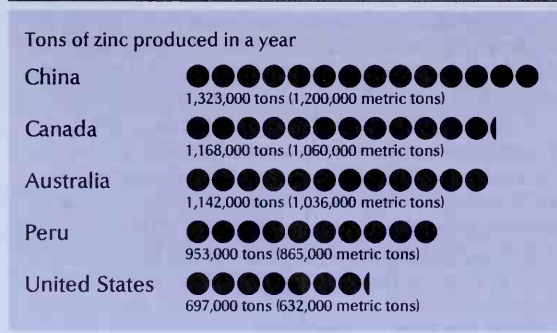 Tons of zinc produced in a year
China
1,323,000 tons (1,200,000 metric tons)
Canada
1,168,000 tons (1,060,000 metric tons)
Australia
1,142,000 tons (1,036,000 metric tons)
Peru
953,000 tons (865,000 metric tons)
United States
697,000 tons (632,000 metric tons)